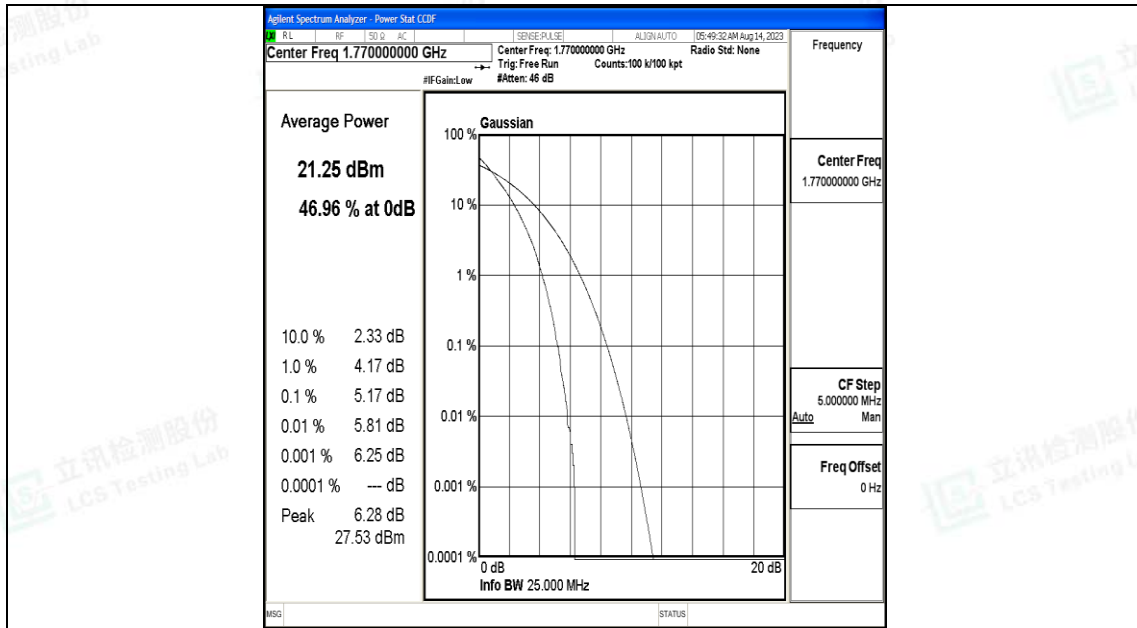 Agilent Spectrum Analyzer - Power Stat CCDF
RL RF 50 Ω AC SENSE:PULSE ALIGNAUTO 05:49:32 AM Aug 14, 2023
Center Freq 1.770000000 GHz
Center Freq: 1.770000000 GHz
Radio Std: None
Trig: Free Run
Counts:100 k/100 kpt
#IFGain:Low
#Atten: 46 dB
Frequency
Average Power
21.25 dBm
46.96 % at 0dB
10.0 % 2.33 dB
1.0 % 4.17 dB
0.1 % 5.17 dB
0.01 % 5.81 dB
0.001 % 6.25 dB
0.0001 % --- dB
Peak 6.28 dB
27.53 dBm
Gaussian
100 %
10 %
1 %
0.1 %
0.01 %
0.001 %
0.0001 %
0 dB
20 dB
Info BW 25.000 MHz
Center Freq
1.770000000 GHz
CF Step
5.000000 MHz
Auto Man
Freq Offset
0 Hz
MSG
STATUS
立讯检测股份
LCS Testing Lab